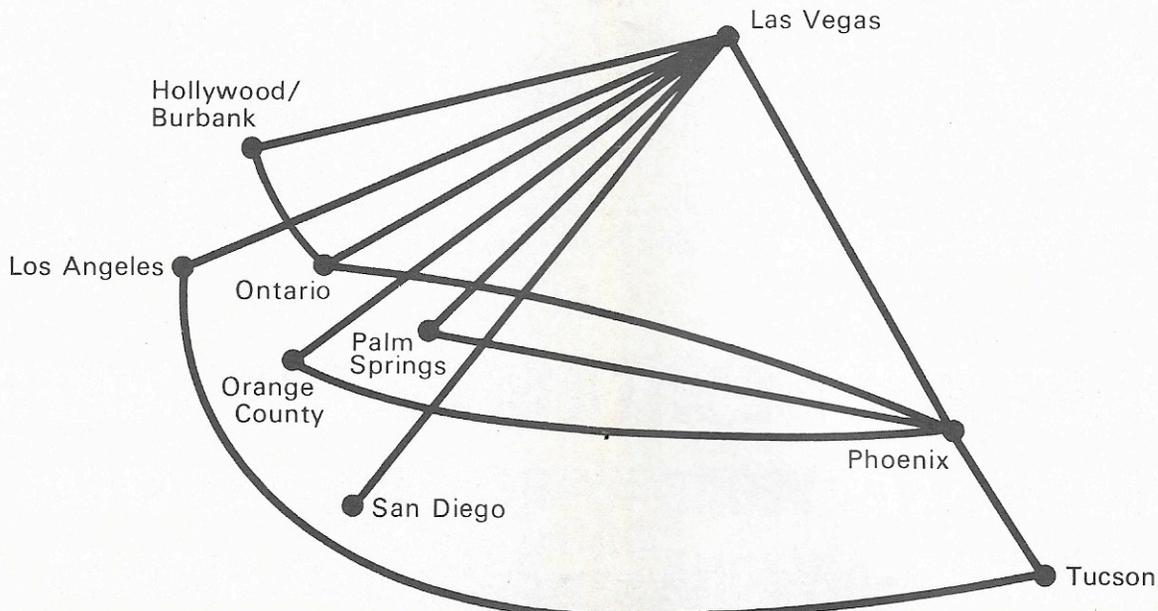 Las Vegas
Hollywood/
Burbank
Los Angeles
Ontario
Palm
Springs
Orange
County
Phoenix
San Diego
Tucson